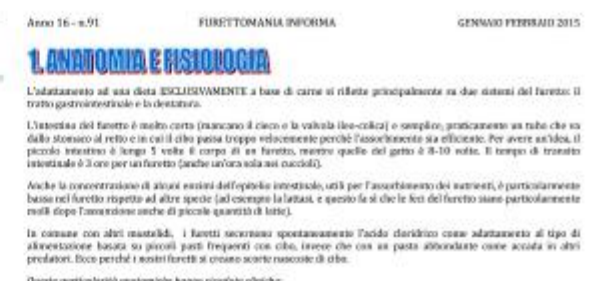 Anno 16 - n.91 FURETTOMANIA INFORMA GENNAIO FEBBRAIO 2015
1. ANATOMIA E FISIOLOGIA
L'adattamento ad una dieta ESCLUSIVAMENTE a base di carne si riflette principalmente su due sistemi del furetto: il
tratto gastrointestinale e la dentatura.
L'intestino del furetto è molto corto (mancano il cieco e la valvola ileo-colica) e semplice, praticamente un tubo che va
dallo stomaco al retto e in cui il cibo passa troppo velocemente perché l'assorbimento sia efficiente. Per avere un'idea, il
piccolo intestino è lungo 5 volte il corpo di un furetto, mentre quello del gatto è 8-10 volte. Il tempo di transito
intestinale è 3 ore per un furetto (anche un'ora sola nei cuccioli).
Anche la concentrazione di alcuni enzimi dell'epitelio intestinale, utili per l'assorbimento dei nutrienti, è particolarmente
bassa nel furetto rispetto ad altre specie (ad esempio la lattasi, e questo fa sì che le feci del furetto siano particolarmente
molli dopo l'assunzione anche di piccole quantità di latte).
In comune con altri mustelidi, i furetti secernono spontaneamente l'acido cloridrico come adattamento al tipo di
alimentazione basata su piccoli pasti frequenti con cibo, invece che con un pasto abbondante come accade in altri
predatori. Ecco perché i nostri furetti si creano scorte nascoste di cibo.